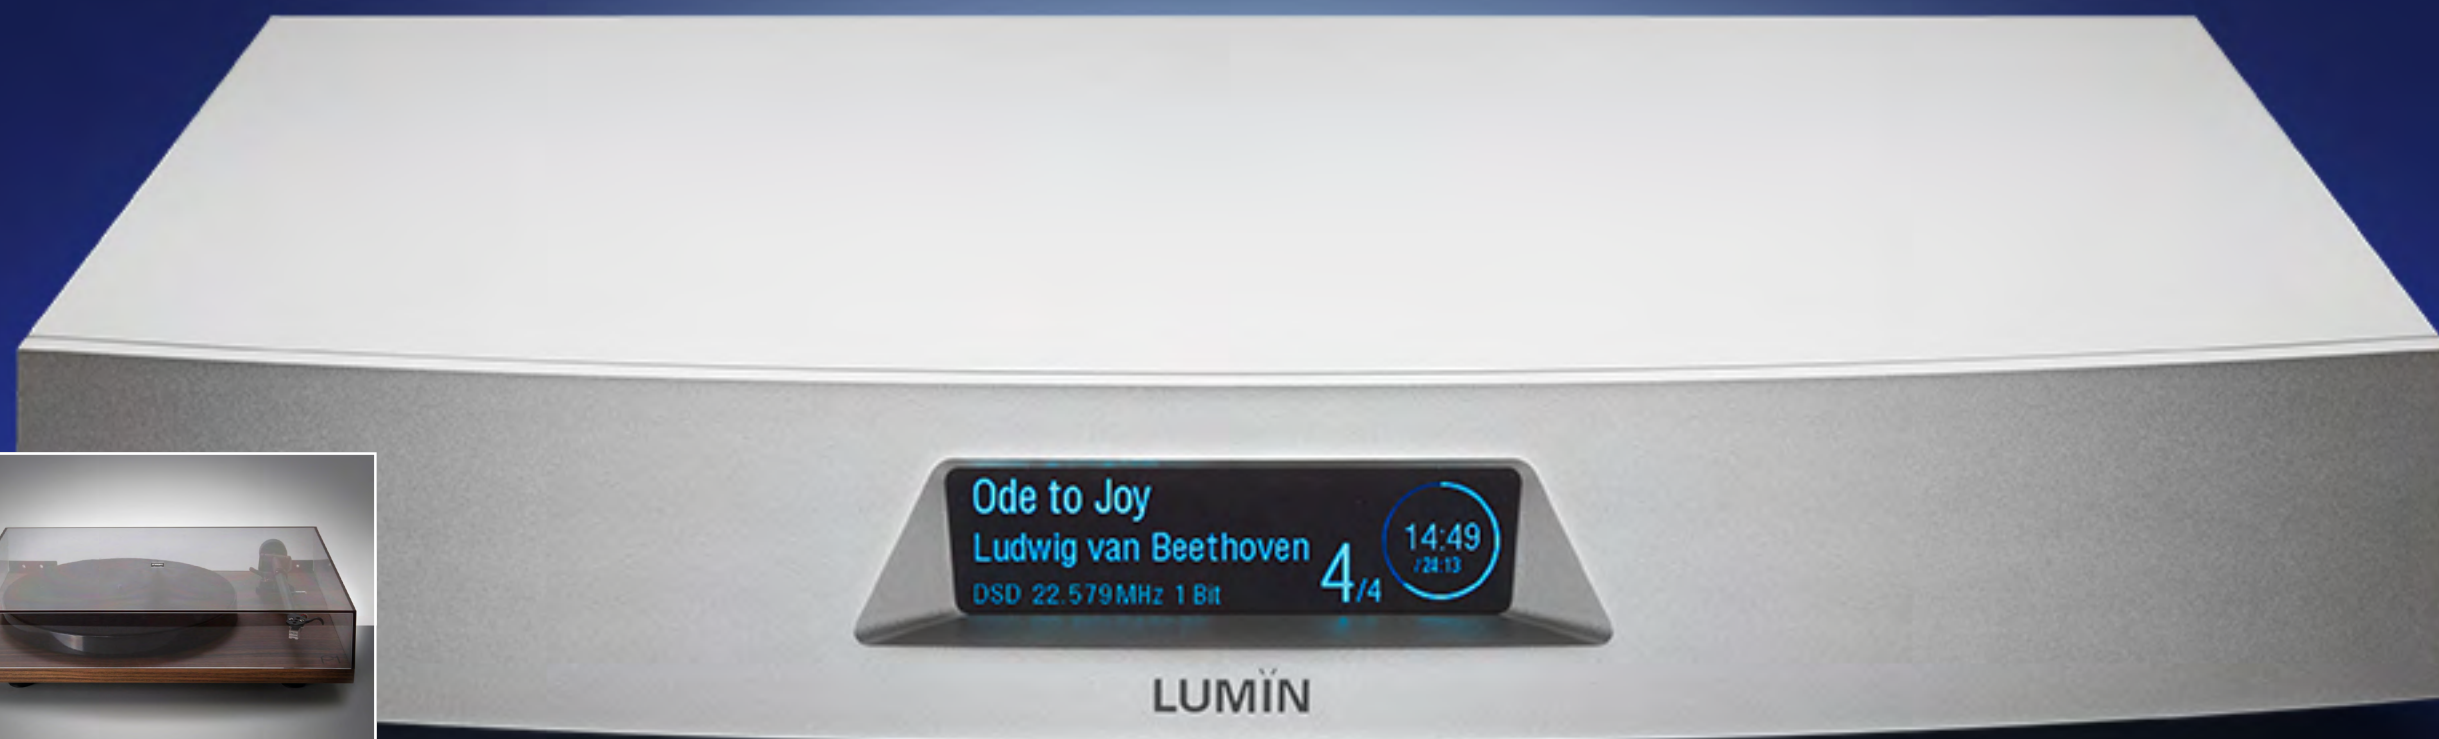 Ode to Joy
Ludwig van Beethoven
4/4
14:49
/24:13
DSD 22.579MHz 1 Bit
LUMÏN